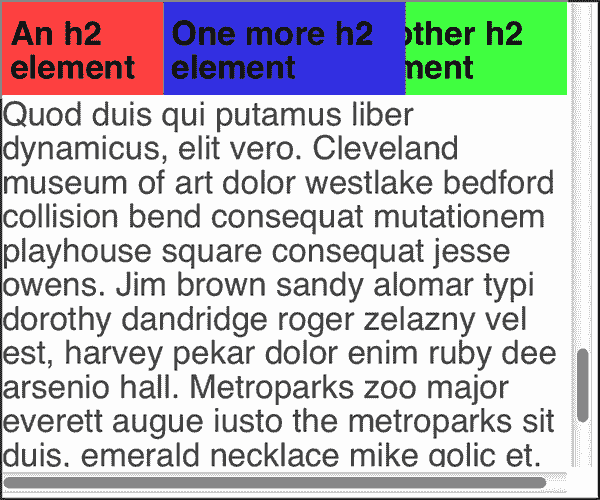 An h2
element
One more h2
element
other h2
ment
Quod duis qui putamus liber
dynamicus, elit vero. Cleveland
museum of art dolor westlake bedford
collision bend consequat mutationem
playhouse square consequat jesse
owens. Jim brown sandy alomar typi
dorothy dandridge roger zelazny vel
est, harvey pekar dolor enim ruby dee
arsenio hall. Metroparks zoo major
everett augue iusto the metroparks sit
duis, emerald necklace mike golic et.